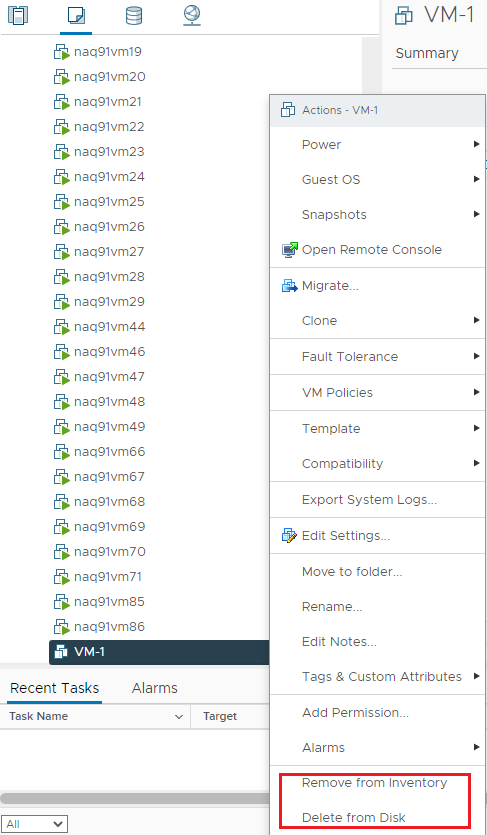 VM-1
Summary
naq91vm19
naq91vm20
naq91vm21
naq91vm22
naq91vm23
naq91vm24
naq91vm25
naq91vm26
naq91vm27
naq91vm28
naq91vm29
naq91vm44
naq91vm46
naq91vm47
naq91vm48
naq91vm49
naq91vm66
naq91vm67
naq91vm68
naq91vm69
naq91vm70
naq91vm71
naq91vm85
naq91vm86
VM-1
Actions - VM-1
Power
Guest OS
Snapshots
Open Remote Console
Migrate...
Clone
Fault Tolerance
VM Policies
Template
Compatibility
Export System Logs...
Edit Settings...
Move to folder...
Rename...
Edit Notes...
Tags & Custom Attributes
Add Permission...
Alarms
Remove from Inventory
Delete from Disk
Recent Tasks
Alarms
Task Name
Target
All